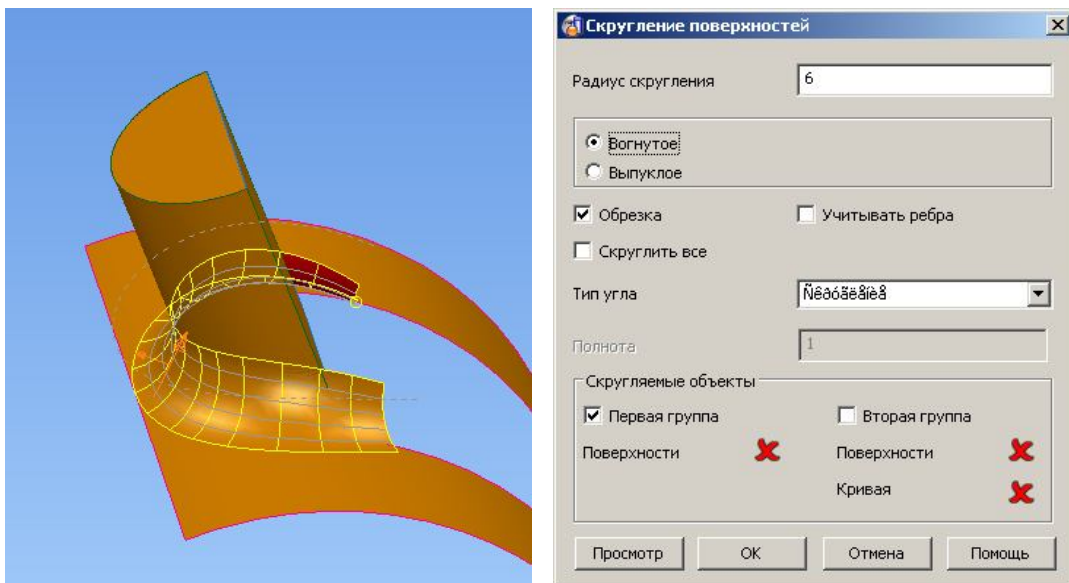 Скругление поверхностей
Радиус скругления 6
Вогнутое
Выпуклое
Обрезка Учитывать ребра
Скруглить все
Тип угла Ñêðóãëåíèå
Полнота 1
Скругляемые объекты
Первая группа Вторая группа
Поверхности Поверхности
Кривая
Просмотр OK Отмена Помощь